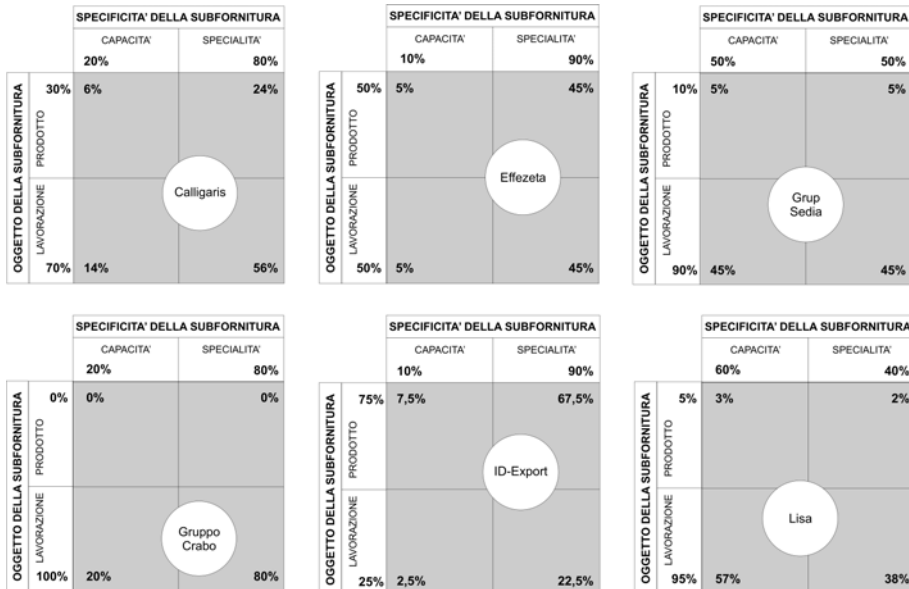 SPECIFICITA' DELLA SUBFORNITURA
CAPACITA' SPECIALITA'
20% 80%
OGGETTO DELLA SUBFORNITURA
PRODOTTO
LAVORAZIONE
30% 6% 24%
Calligaris
70% 14% 56%
SPECIFICITA' DELLA SUBFORNITURA
CAPACITA' SPECIALITA'
10% 90%
OGGETTO DELLA SUBFORNITURA
PRODOTTO
LAVORAZIONE
50% 5% 45%
Effezeta
50% 5% 45%
SPECIFICITA' DELLA SUBFORNITURA
CAPACITA' SPECIALITA'
50% 50%
OGGETTO DELLA SUBFORNITURA
PRODOTTO
LAVORAZIONE
10% 5% 5%
Grup
Sedia
90% 45% 45%
SPECIFICITA' DELLA SUBFORNITURA
CAPACITA' SPECIALITA'
20% 80%
OGGETTO DELLA SUBFORNITURA
PRODOTTO
LAVORAZIONE
0% 0% 0%
Gruppo
Crabo
100% 20% 80%
SPECIFICITA' DELLA SUBFORNITURA
CAPACITA' SPECIALITA'
10% 90%
OGGETTO DELLA SUBFORNITURA
PRODOTTO
LAVORAZIONE
75% 7,5% 67,5%
ID-Export
25% 2,5% 22,5%
SPECIFICITA' DELLA SUBFORNITURA
CAPACITA' SPECIALITA'
60% 40%
OGGETTO DELLA SUBFORNITURA
PRODOTTO
LAVORAZIONE
5% 3% 2%
Lisa
95% 57% 38%